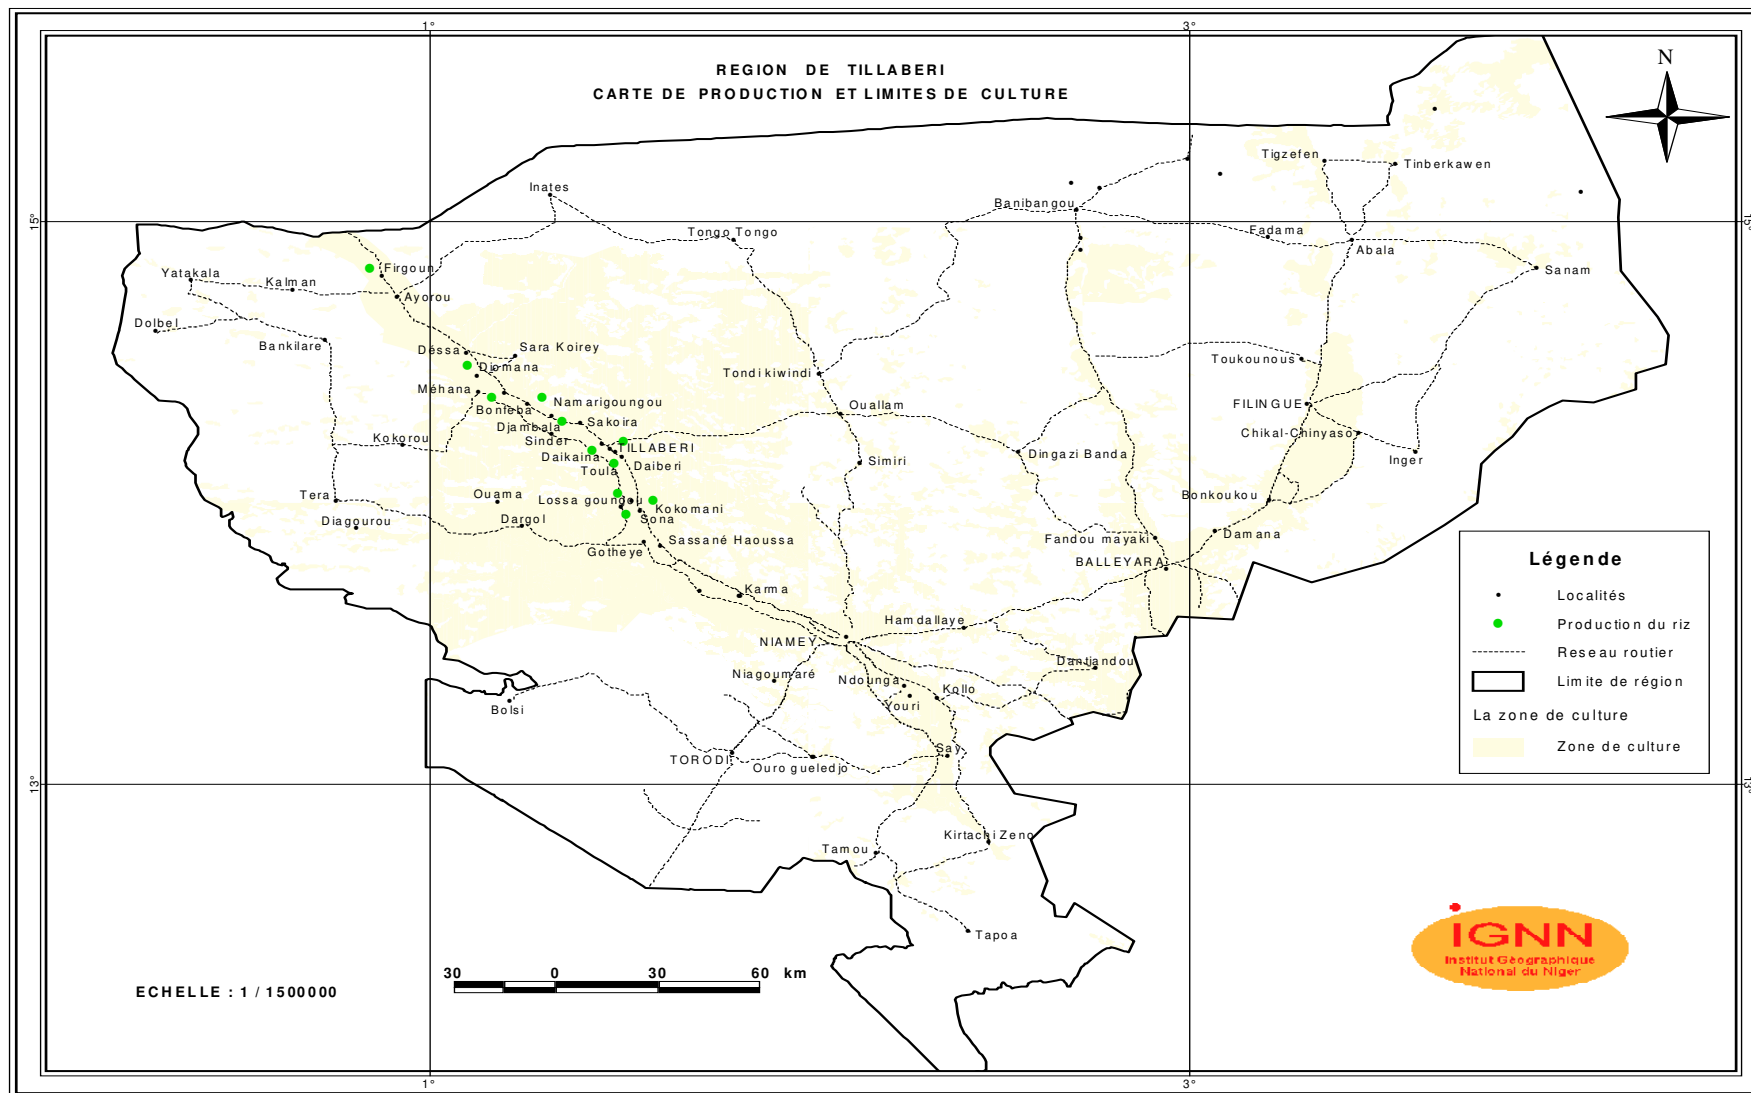 1°
3°
REGION DE TILLABERI
CARTE DE PRODUCTION ET LIMITES DE CULTURE
N
Tigzefen
Tinberkawen
Inates
Banibangou
15°
15°
Tongo Tongo
Fadama
Abala
Firgoun
Sanam
Yatakala
Kalman
Ayorou
Dolbel
Bankilare
Déssa
Sara Koirey
Toukounous
Diomana
Tondikiwindi
Méhana
Namarigoungou
Bonfeba
Ouallam
FILINGUE
Djambala
Sakoira
Chikal-Chinyaso
Kokorou
Sinder
TILLABERI
Daikaina
Dingazi Banda
Inger
Toula
Daiberi
Simiri
Tera
Ouama
Lossa goungou
Bonkoukou
Kokomani
Diagourou
Dargol
Sona
Damana
Gotheye
Sassané Haoussa
Fandou mayaki
BALLEYARA
Karma
Hamdallaye
NIAMEY
Dantiandou
Niagoumaré
Ndounga
Kollo
Bolsi
Youri
Say
TORODI
Ouro gueledjo
13°
13°
Kirtachi Zeno
Tamou
Tapoa
Légende
Localités
Production du riz
Reseau routier
Limite de région
La zone de culture
Zone de culture
30 0 30 60 km
ECHELLE : 1 / 1500000
IGNN
Institut Géographique
National du Niger
1°
3°